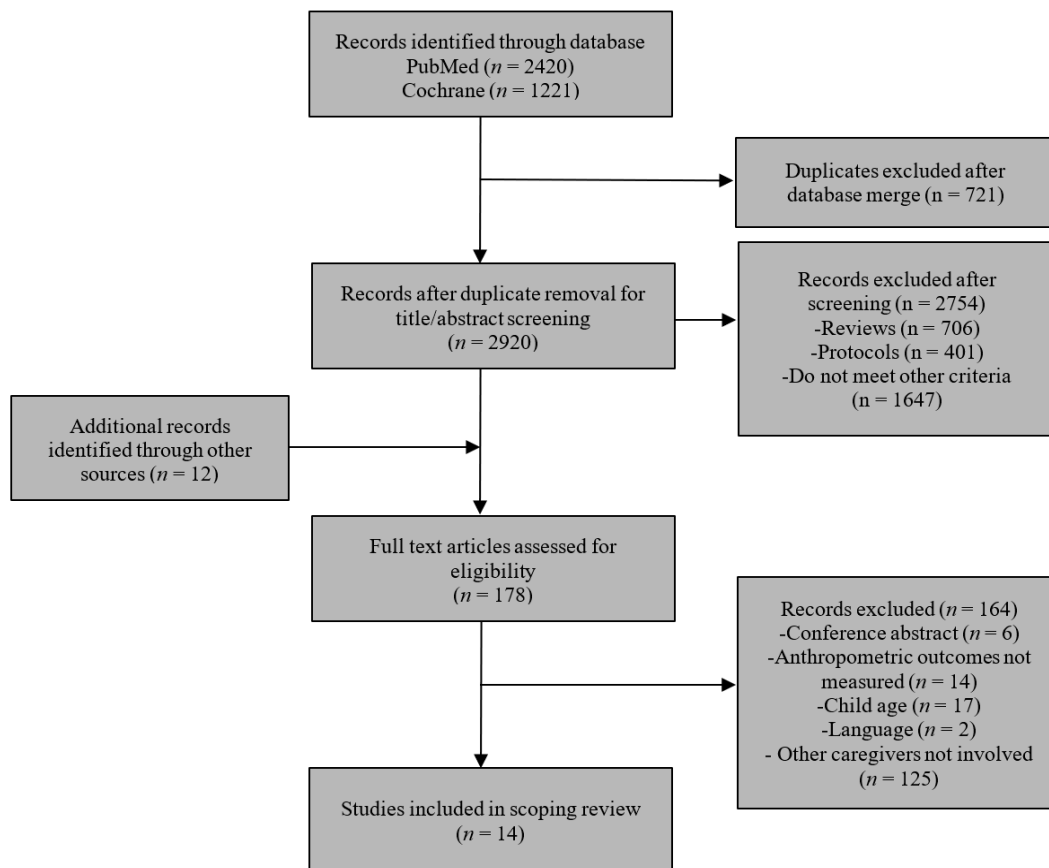 Records identified through database
PubMed (n = 2420)
Cochrane (n = 1221)
Duplicates excluded after
database merge (n = 721)
Records after duplicate removal for
title/abstract screening
(n = 2920)
Records excluded after
screening (n = 2754)
-Reviews (n = 706)
-Protocols (n = 401)
-Do not meet other criteria
(n = 1647)
Additional records
identified through other
sources (n = 12)
Full text articles assessed for
eligibility
(n = 178)
Records excluded (n = 164)
-Conference abstract (n = 6)
-Anthropometric outcomes not
measured (n = 14)
-Child age (n = 17)
-Language (n = 2)
- Other caregivers not involved
(n = 125)
Studies included in scoping review
(n = 14)